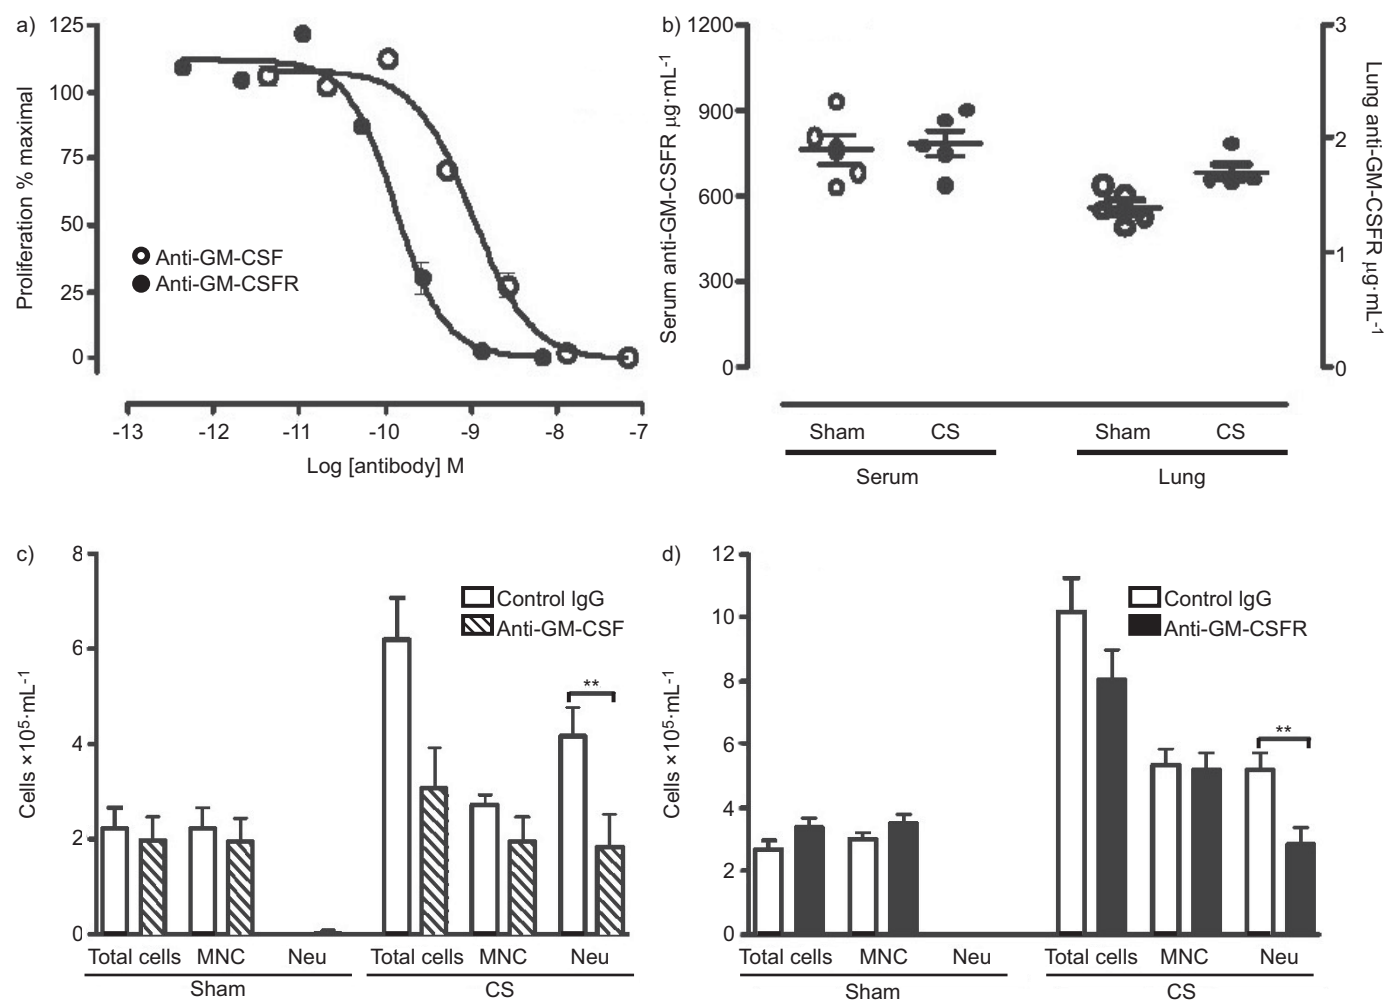 a)
Proliferation % maximal
125
100
75
50
25
0
Anti-GM-CSF
Anti-GM-CSFR
-13 -12 -11 -10 -9 -8 -7
Log [antibody] M
b)
Serum anti-GM-CSFR µg·mL-1
1200
900
600
300
0
3
2
1
0
Lung anti-GM-CSFR µg·mL-1
Sham CS Sham CS
Serum Lung
c)
Cells ×10⁵·mL-1
8
6
4
2
0
Control IgG
Anti-GM-CSF
**
Total cells MNC Neu Total cells MNC Neu
Sham CS
d)
Cells ×10⁵·mL-1
12
10
8
6
4
2
0
Control IgG
Anti-GM-CSFR
**
Total cells MNC Neu Total cells MNC Neu
Sham CS